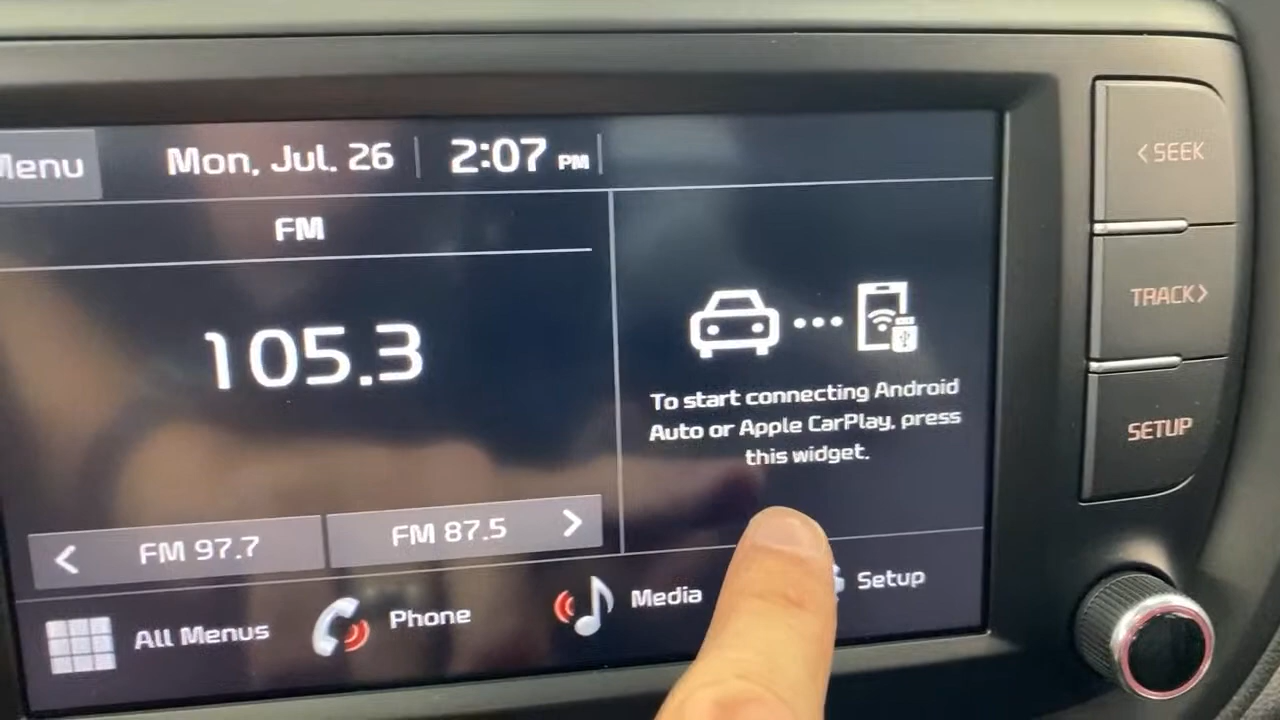 Menu
Mon, Jul. 26
2:07 PM
FM
105.3
To start connecting Android
Auto or Apple CarPlay, press
this widget.
< FM 97.7
FM 87.5 >
All Menus
Phone
Media
Setup
< SEEK
TRACK >
SETUP